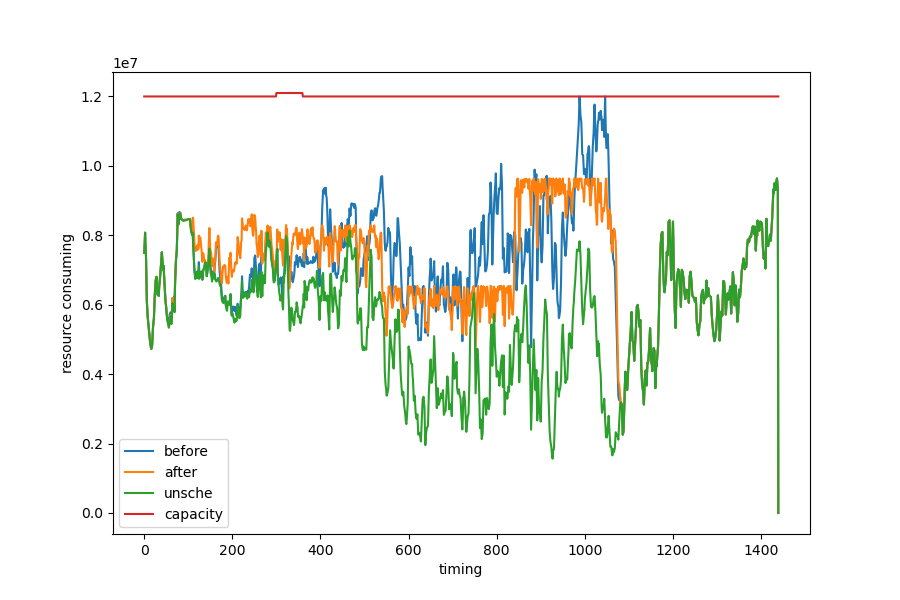 1e7
1.2
1.0
0.8
0.6
0.4
0.2
0.0
resource consuming
before
after
unsche
capacity
0 200 400 600 800 1000 1200 1400
timing